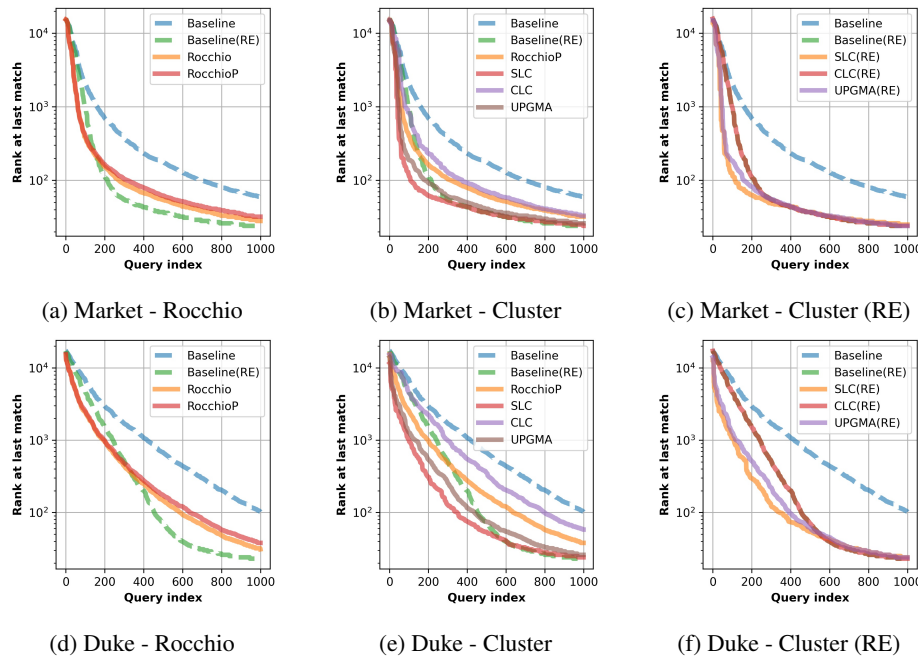 10^4
10^3
10^2
Rank at last match
0 200 400 600 800 1000
Query index
Baseline
Baseline(RE)
Rocchio
RocchioP
(a) Market - Rocchio
10^4
10^3
10^2
Rank at last match
0 200 400 600 800 1000
Query index
Baseline
Baseline(RE)
RocchioP
SLC
CLC
UPGMA
(b) Market - Cluster
10^4
10^3
10^2
Rank at last match
0 200 400 600 800 1000
Query index
Baseline
Baseline(RE)
SLC(RE)
CLC(RE)
UPGMA(RE)
(c) Market - Cluster (RE)
10^4
10^3
10^2
Rank at last match
0 200 400 600 800 1000
Query index
Baseline
Baseline(RE)
Rocchio
RocchioP
(d) Duke - Rocchio
10^4
10^3
10^2
Rank at last match
0 200 400 600 800 1000
Query index
Baseline
Baseline(RE)
RocchioP
SLC
CLC
UPGMA
(e) Duke - Cluster
10^4
10^3
10^2
Rank at last match
0 200 400 600 800 1000
Query index
Baseline
Baseline(RE)
SLC(RE)
CLC(RE)
UPGMA(RE)
(f) Duke - Cluster (RE)